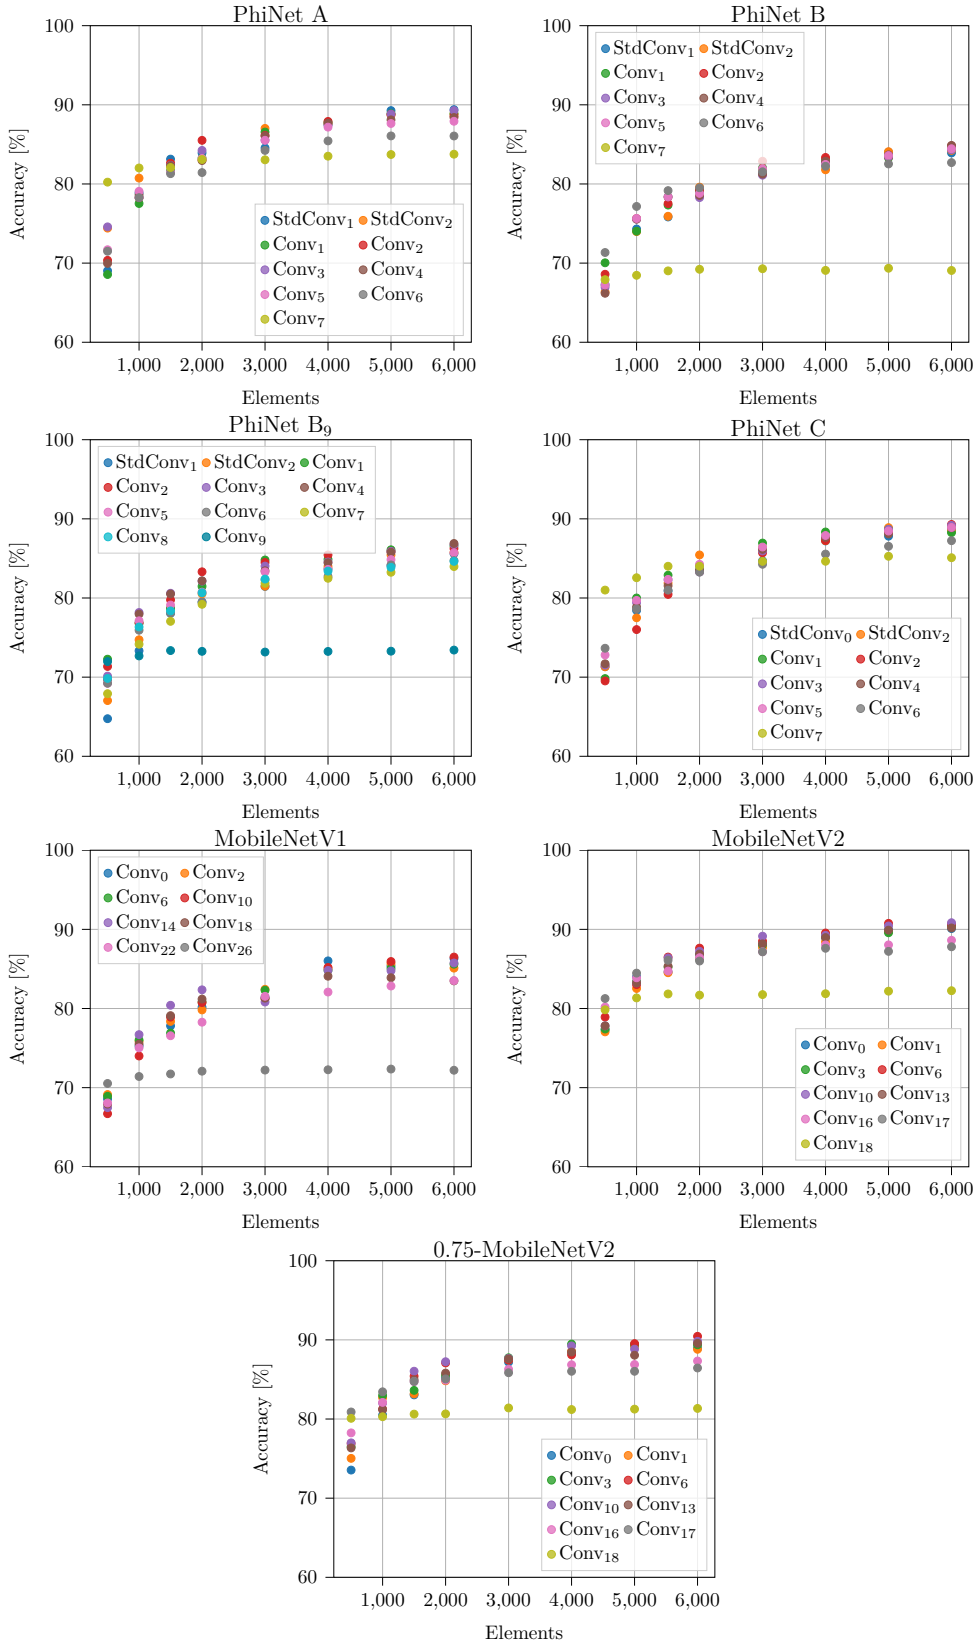 PhiNet A
100
90
80
70
60
Accuracy [%]
StdConv₁ StdConv₂
Conv₁ Conv₂
Conv₃ Conv₄
Conv₅ Conv₆
Conv₇
1,000 2,000 3,000 4,000 5,000 6,000
Elements
PhiNet B
100
90
80
70
60
Accuracy [%]
StdConv₁ StdConv₂
Conv₁ Conv₂
Conv₃ Conv₄
Conv₅ Conv₆
Conv₇
1,000 2,000 3,000 4,000 5,000 6,000
Elements
PhiNet B₉
100
90
80
70
60
Accuracy [%]
StdConv₁ StdConv₂ Conv₁
Conv₂ Conv₃ Conv₄
Conv₅ Conv₆ Conv₇
Conv₈ Conv₉
1,000 2,000 3,000 4,000 5,000 6,000
Elements
PhiNet C
100
90
80
70
60
Accuracy [%]
StdConv₀ StdConv₂
Conv₁ Conv₂
Conv₃ Conv₄
Conv₅ Conv₆
Conv₇
1,000 2,000 3,000 4,000 5,000 6,000
Elements
MobileNetV1
100
90
80
70
60
Accuracy [%]
Conv₀ Conv₂
Conv₆ Conv₁₀
Conv₁₄ Conv₁₈
Conv₂₂ Conv₂₆
1,000 2,000 3,000 4,000 5,000 6,000
Elements
MobileNetV2
100
90
80
70
60
Accuracy [%]
Conv₀ Conv₁
Conv₃ Conv₆
Conv₁₀ Conv₁₃
Conv₁₆ Conv₁₇
Conv₁₈
1,000 2,000 3,000 4,000 5,000 6,000
Elements
0.75-MobileNetV2
100
90
80
70
60
Accuracy [%]
Conv₀ Conv₁
Conv₃ Conv₆
Conv₁₀ Conv₁₃
Conv₁₆ Conv₁₇
Conv₁₈
1,000 2,000 3,000 4,000 5,000 6,000
Elements